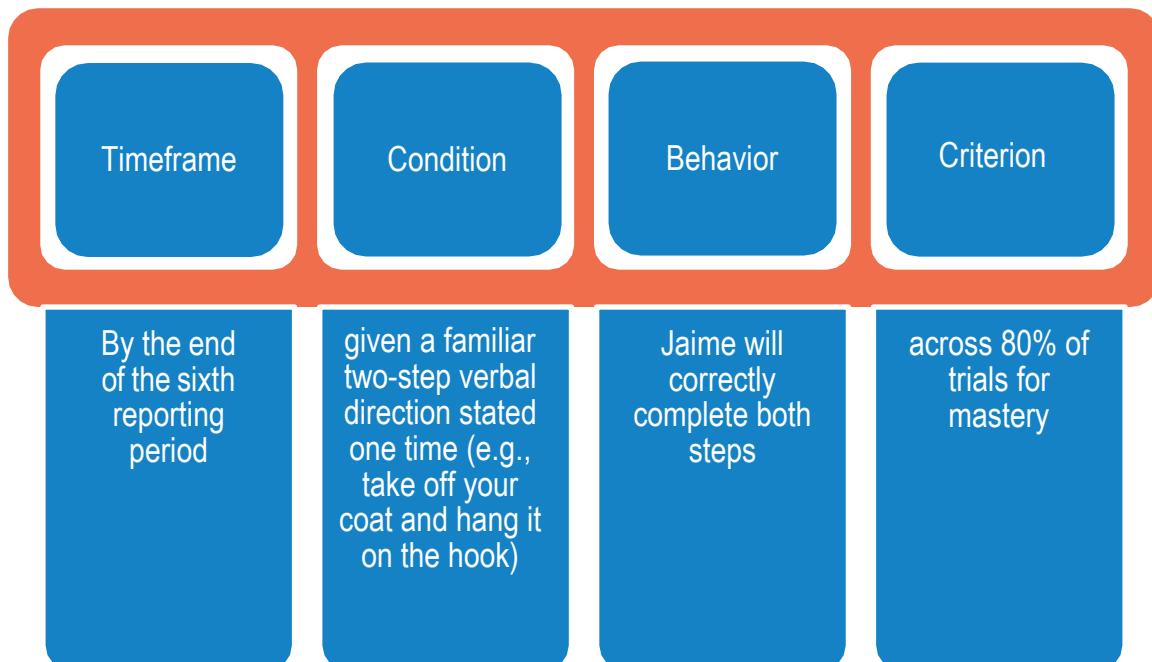 Timeframe
Condition
Behavior
Criterion
By the end
of the sixth
reporting
period
given a familiar
two-step verbal
direction stated
one time (e.g.,
take off your
coat and hang it
on the hook)
Jaime will
correctly
complete both
steps
across 80% of
trials for
mastery